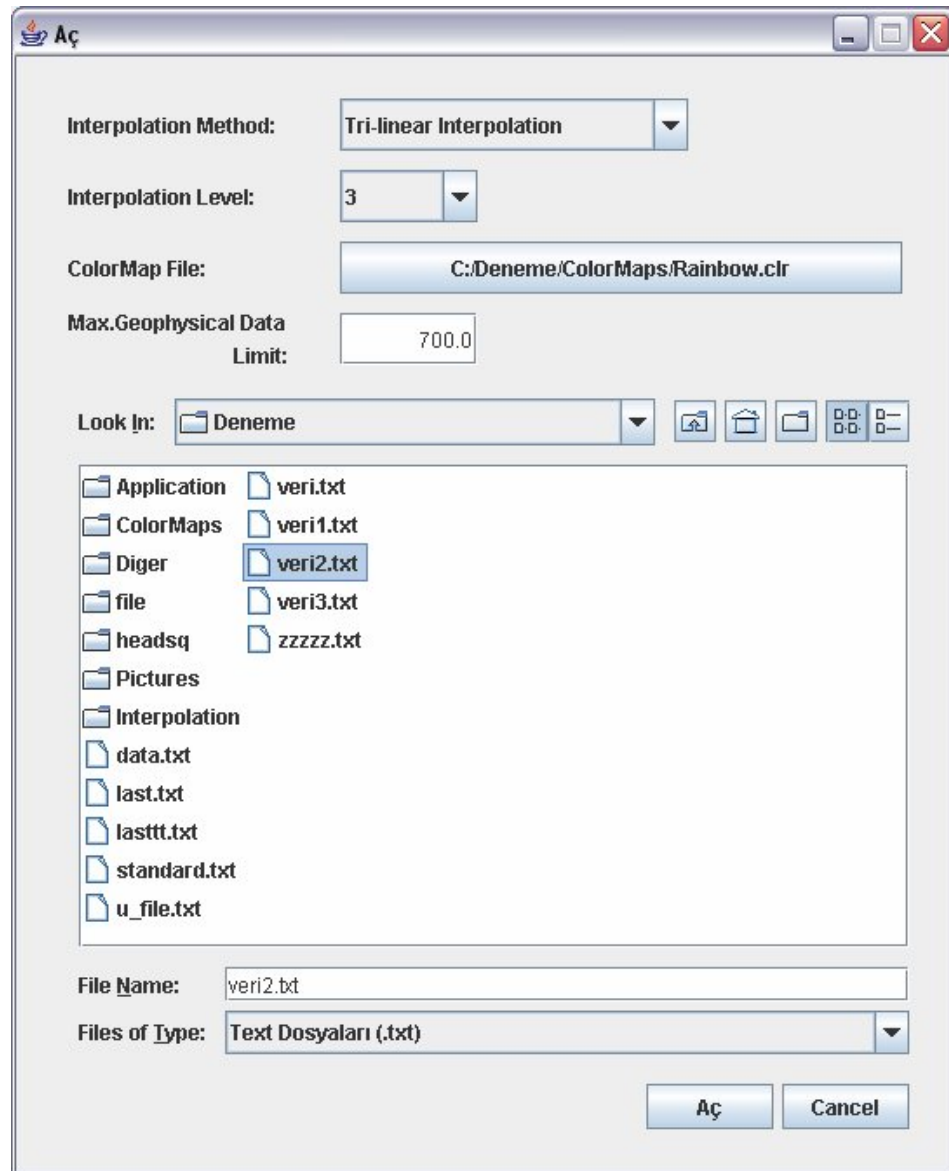 Aç
Interpolation Method: Tri-linear Interpolation
Interpolation Level: 3
ColorMap File: C:/Deneme/ColorMaps/Rainbow.clr
Max.Geophysical Data
Limit: 700.0
Look In: Deneme
Application veri.txt
ColorMaps veri1.txt
Diger veri2.txt
file veri3.txt
headsq zzzzz.txt
Pictures
Interpolation
data.txt
last.txt
lasttt.txt
standard.txt
u_file.txt
File Name: veri2.txt
Files of Type: Text Dosyaları (.txt)
Aç Cancel